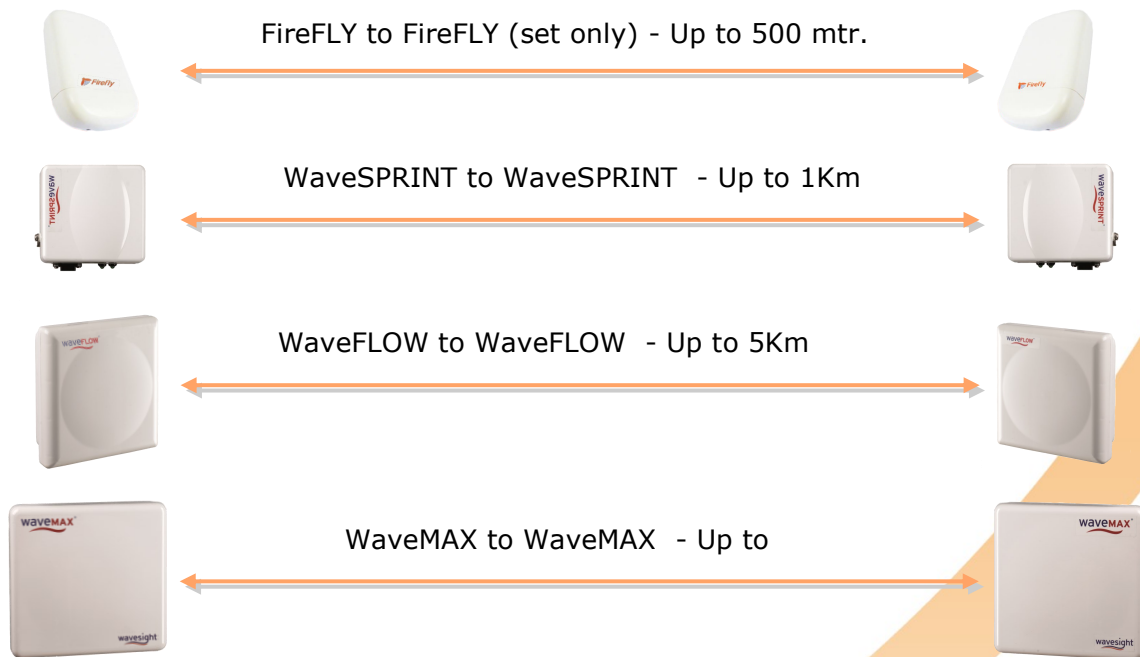 FireFLY to FireFLY (set only) - Up to 500 mtr.
Firefly
Firefly
WaveSPRINT to WaveSPRINT - Up to 1Km
waveSPRINT
waveSPRINT
WaveFLOW to WaveFLOW - Up to 5Km
waveFLOW
waveFLOW
waveMAX
waveMAX
WaveMAX to WaveMAX - Up to
wavesight
wavesight